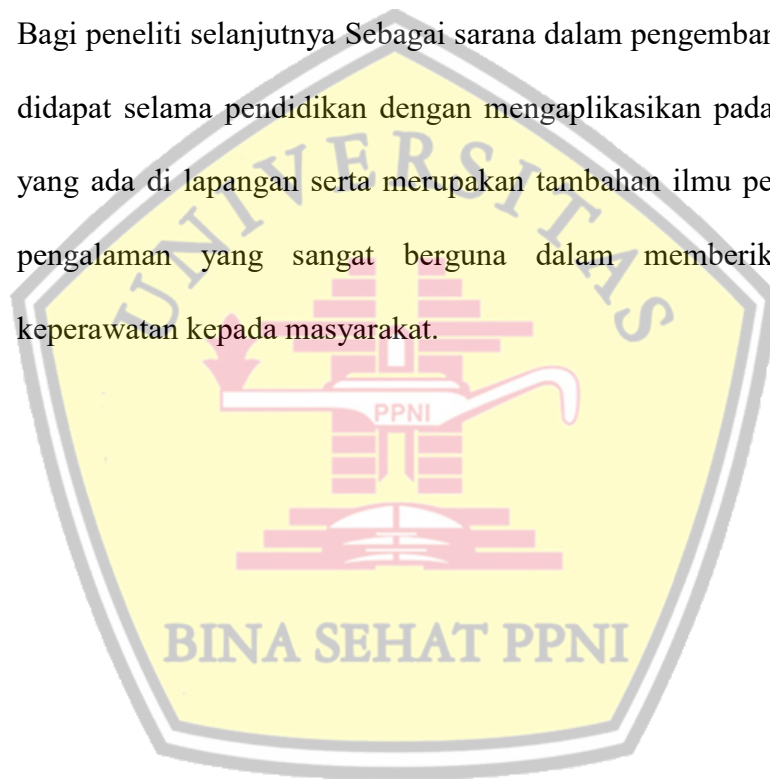 Bagi peneliti selanjutnya Sebagai sarana dalam pengemban
didapat selama pendidikan dengan mengaplikasikan pada
yang ada di lapangan serta merupakan tambahan ilmu pe
pengalaman yang sangat berguna dalam memberik
keperawatan kepada masyarakat.
UNIVERSITAS
PPNI
BINA SEHAT PPNI